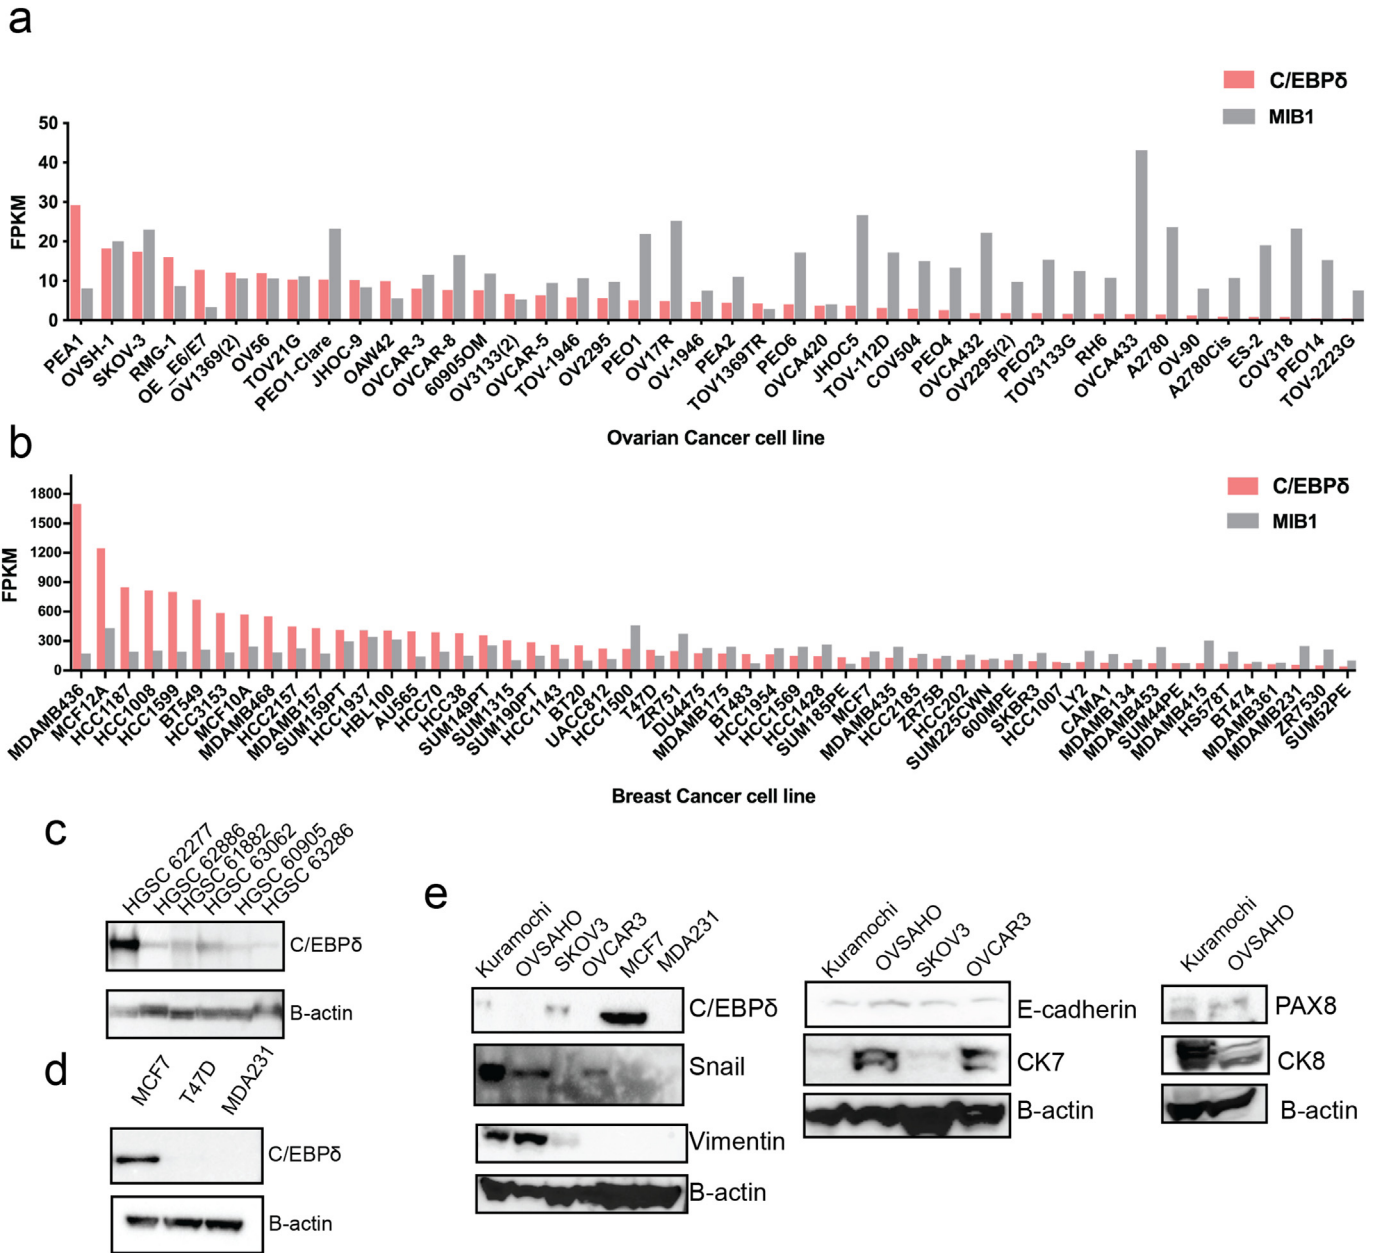 a
C/EBPδ
MIB1
FPKM
50
40
30
20
10
0
PEA1
OVSH-1
SKOV-3
RMG-1
OE_E6/E7
OV1369(2)
OV56
TOV21G
PEO1-Clare
JHOC-9
OAW42
OVCAR-3
OVCAR-8
60905OM
OV3133(2)
OVCAR-5
TOV-1946
OV2295
PEO1
OV17R
OV-1946
PEA2
TOV1369TR
PEO6
OVCA420
JHOC5
TOV-112D
COV504
PEO4
OVCA432
OV2295(2)
PEO23
TOV3133G
RH6
OVCA433
A2780
OV-90
A2780Cis
ES-2
COV318
PEO14
TOV-2223G
Ovarian Cancer cell line
b
C/EBPδ
MIB1
FPKM
1800
1500
1200
900
600
300
0
MDAMB436
MCF12A
HCC1187
HCC1008
HCC1599
BT549
HCC3153
MCF10A
MDAMB468
HCC2157
MDAMB157
SUM159PT
HCC1937
HBL100
AU565
HCC70
HCC38
SUM149PT
SUM1315
SUM190PT
HCC1143
BT20
UACC812
HCC1500
T47D
ZR751
DU4475
MDAMB175
BT483
HCC1954
HCC1569
HCC1428
SUM185PE
MCF7
MDAMB435
HCC2185
ZR75B
HCC202
SUM225CWN
600MPE
SKBR3
HCC1007
LY2
CAMA1
MDAMB134
MDAMB453
SUM44PE
MDAMB415
HS578T
BT474
MDAMB361
MDAMB231
ZR7530
SUM52PE
Breast Cancer cell line
c
HGSC 62277
HGSC 62886
HGSC 61882
HGSC 63062
HGSC 60905
HGSC 63286
C/EBPδ
B-actin
d
MCF7
T47D
MDA231
C/EBPδ
B-actin
e
Kuramochi
OVSAHO
SKOV3
OVCAR3
MCF7
MDA231
C/EBPδ
Snail
Vimentin
B-actin
Kuramochi
OVSAHO
SKOV3
OVCAR3
E-cadherin
CK7
B-actin
Kuramochi
OVSAHO
PAX8
CK8
B-actin